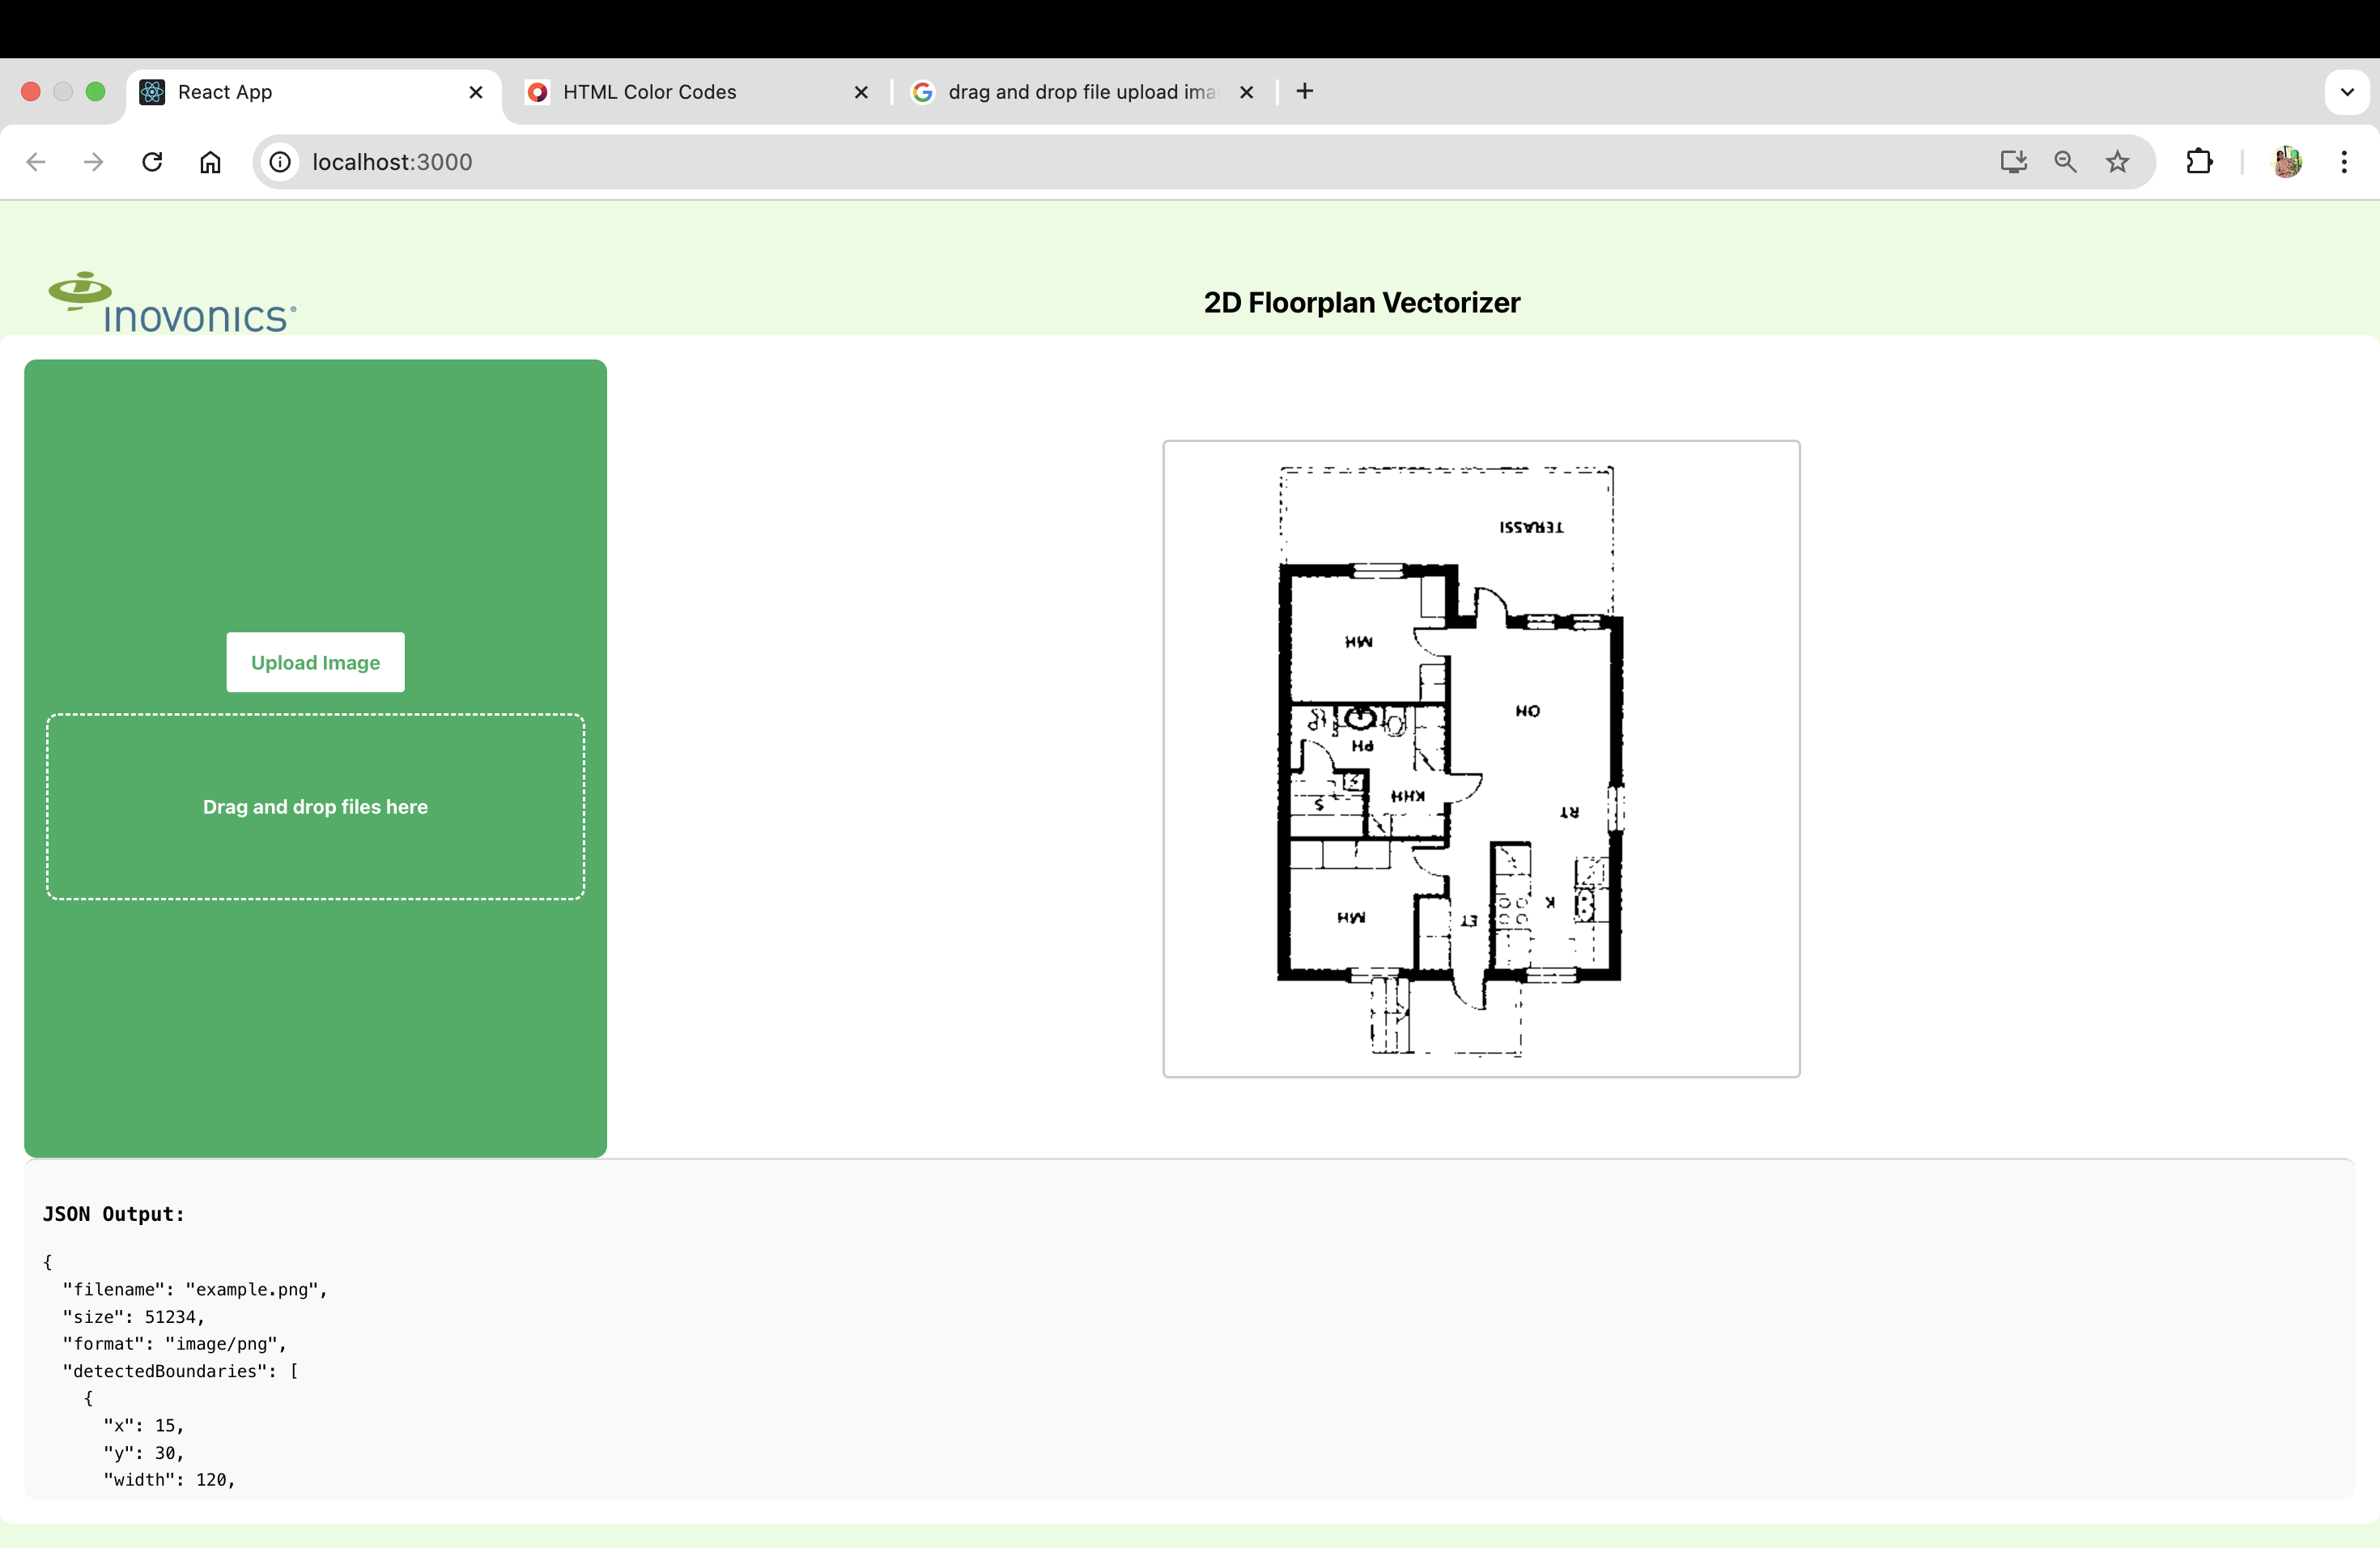 React App
HTML Color Codes
drag and drop file upload ima
localhost:3000
inovonics®
2D Floorplan Vectorizer
Upload Image
Drag and drop files here
TERASSI
MH
OH
PH
KHH
S
RT
K
MH
ET
JSON Output:
{
"filename": "example.png",
"size": 51234,
"format": "image/png",
"detectedBoundaries": [
{
"x": 15,
"y": 30,
"width": 120,